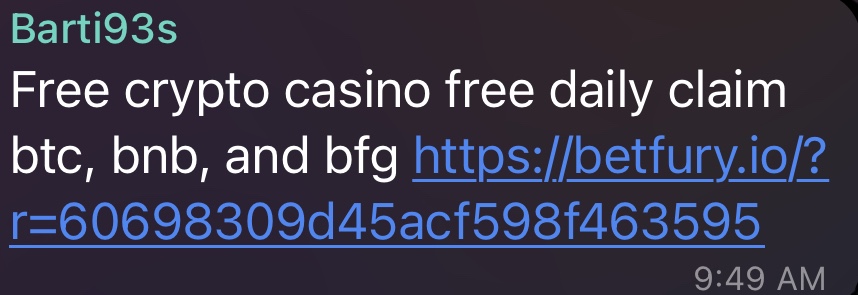 Barti93s
Free crypto casino free daily claim
btc, bnb, and bfg https://betfury.io/?
r=60698309d45acf598f463595
9:49 AM